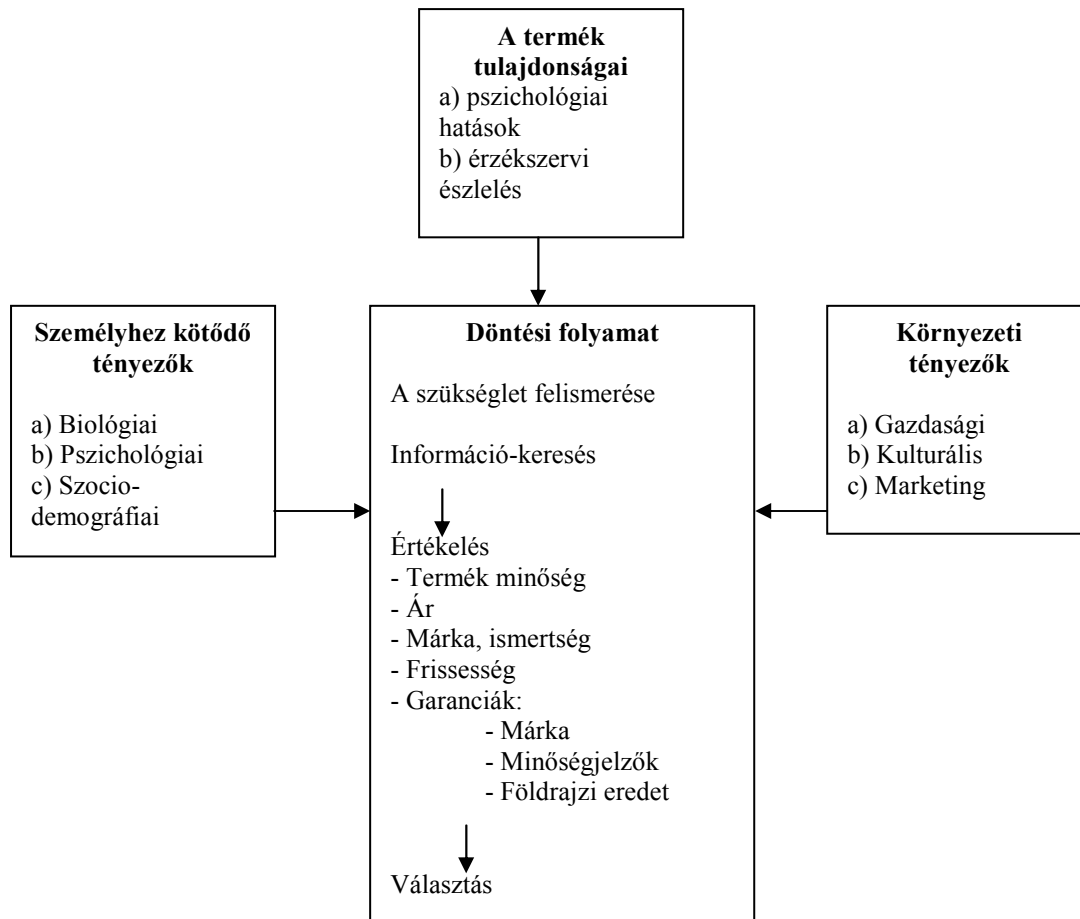 A termék
tulajdonságai
a) pszichológiai
hatások
b) érzékszervi
észlelés
Személyhez kötődő
tényezők
a) Biológiai
b) Pszichológiai
c) Szocio-
demográfiai
Döntési folyamat
A szükséglet felismerése
Információ-keresés
Értékelés
- Termék minőség
- Ár
- Márka, ismertség
- Frissesség
- Garanciák:
- Márka
- Minőségjelzők
- Földrajzi eredet
Választás
Környezeti
tényezők
a) Gazdasági
b) Kulturális
c) Marketing